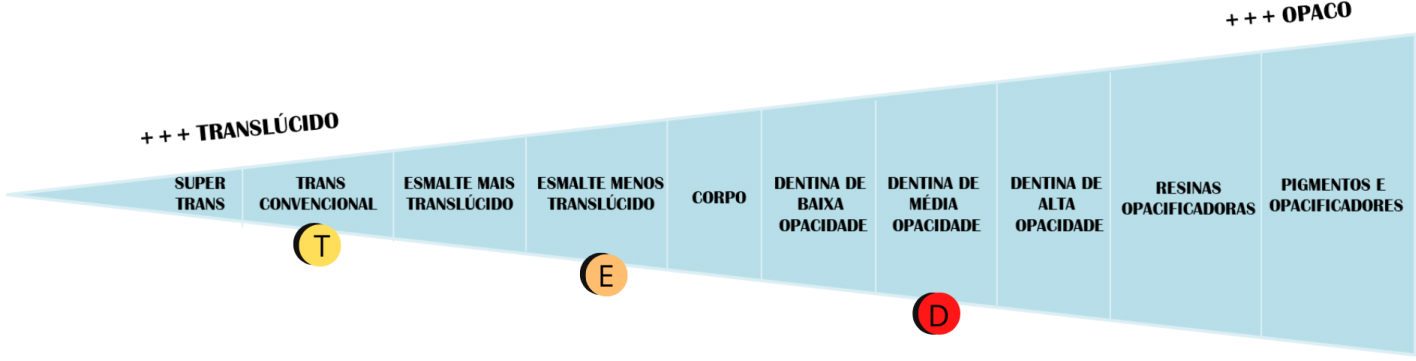 + + + OPACO
+ + + TRANSLÚCIDO
SUPER
TRANS
TRANS
CONVENCIONAL
ESMALTE MAIS
TRANSLÚCIDO
ESMALTE MENOS
TRANSLÚCIDO
CORPO
DENTINA DE
BAIXA
OPACIDADE
DENTINA DE
MÉDIA
OPACIDADE
DENTINA DE
ALTA
OPACIDADE
RESINAS
OPACIFICADORAS
PIGMENTOS E
OPACIFICADORES
T
E
D